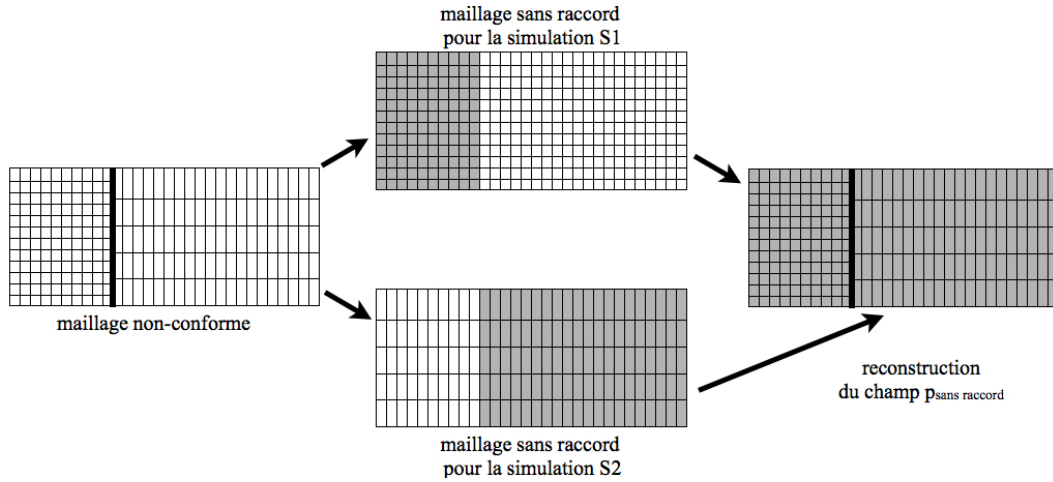 maillage sans raccord
pour la simulation S1
maillage non-conforme
maillage sans raccord
pour la simulation S2
reconstruction
du champ psans raccord